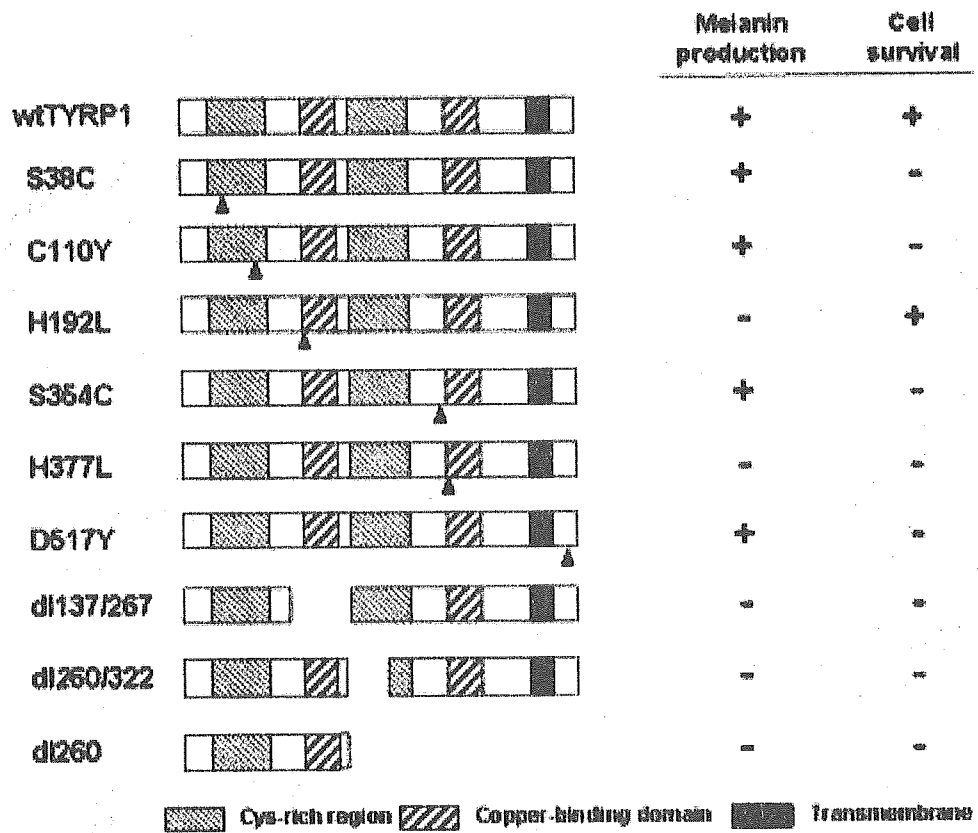 Melanin production Cell survival
wtTYRP1 + +
S38C + -
C110Y + -
H192L - +
S354C + -
H377L - -
D517Y + -
dl137/267 - -
dl260/322 - -
dl260 - -
Cys-rich region Copper-binding domain Transmembrane